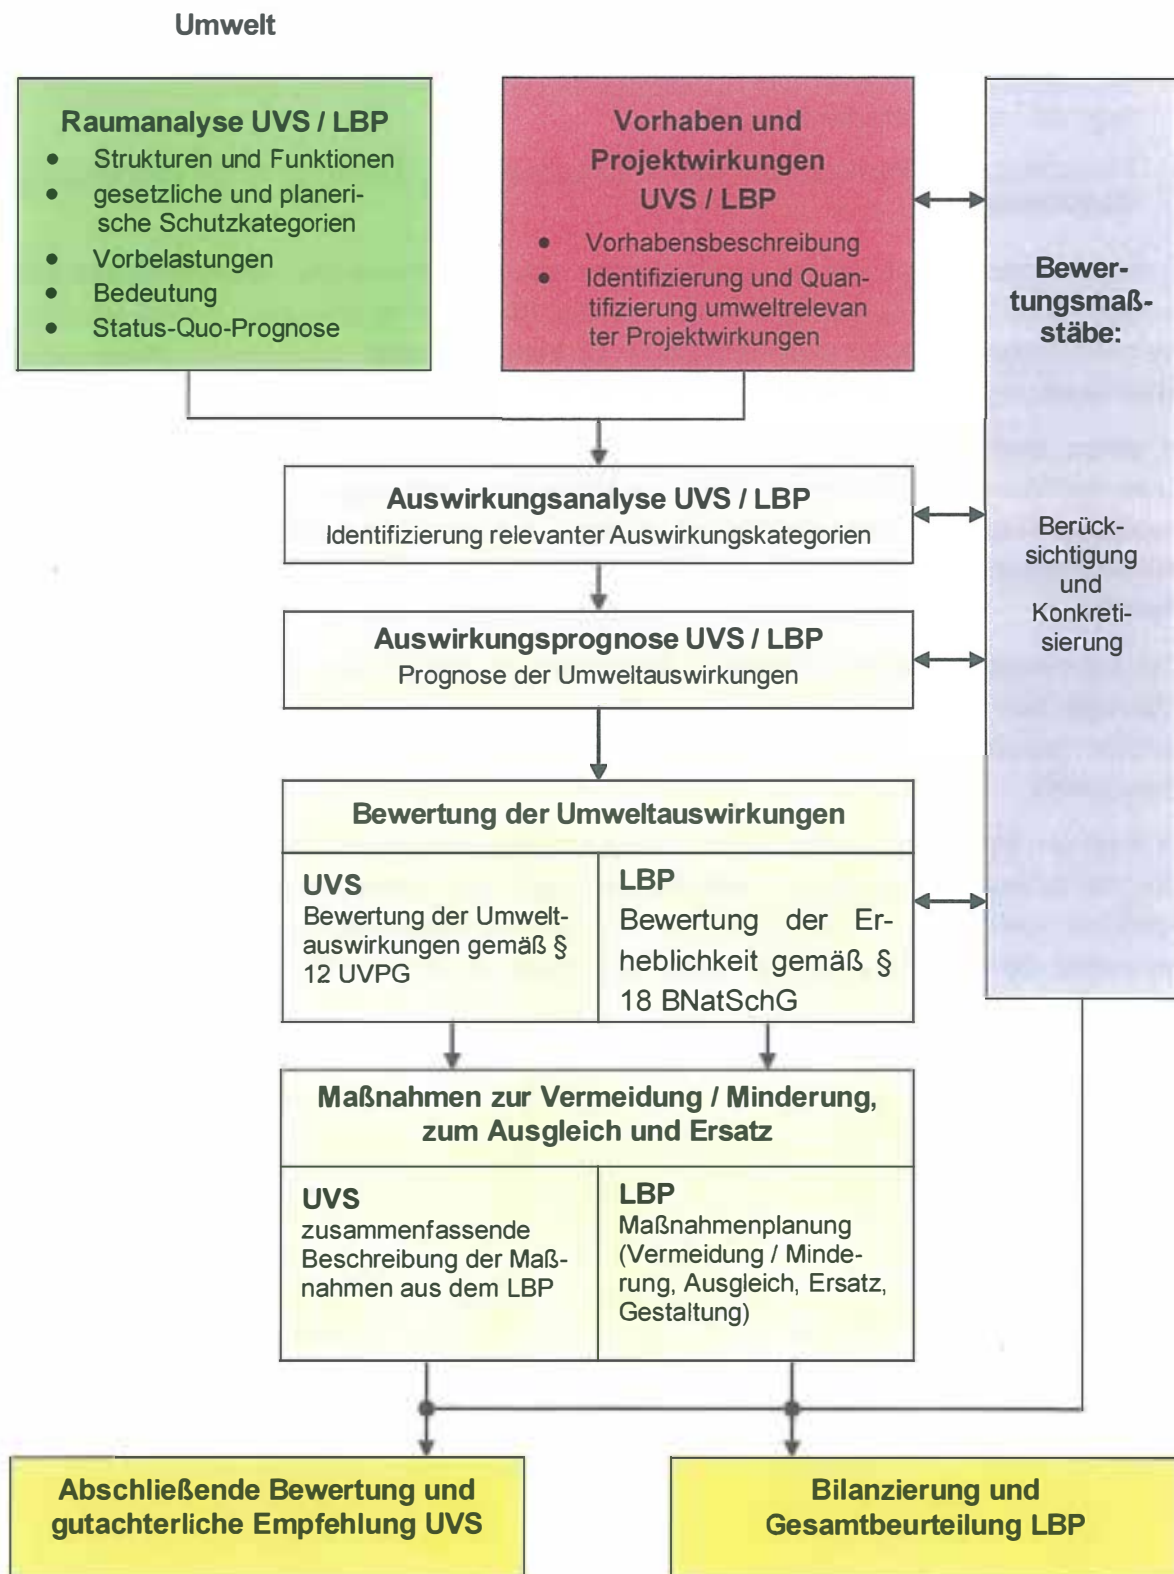 Umwelt
Raumanalyse UVS / LBP
• Strukturen und Funktionen
• gesetzliche und planeri-
sche Schutzkategorien
• Vorbelastungen
• Bedeutung
• Status-Quo-Prognose
Vorhaben und
Projektwirkungen
UVS / LBP
• Vorhabensbeschreibung
• Identifizierung und Quan-
tifizierung umweltrelevan
ter Projektwirkungen
Bewer-
tungsmaß-
stäbe:
Berück-
sichtigung
und
Konkreti-
sierung
Auswirkungsanalyse UVS / LBP
Identifizierung relevanter Auswirkungskategorien
Auswirkungsprognose UVS / LBP
Prognose der Umweltauswirkungen
Bewertung der Umweltauswirkungen
UVS
Bewertung der Umwelt-
auswirkungen gemäß §
12 UVPG
LBP
Bewertung der Er-
heblichkeit gemäß §
18 BNatSchG
Maßnahmen zur Vermeidung / Minderung,
zum Ausgleich und Ersatz
UVS
zusammenfassende
Beschreibung der Maß-
nahmen aus dem LBP
LBP
Maßnahmenplanung
(Vermeidung / Minde-
rung, Ausgleich, Ersatz,
Gestaltung)
Abschließende Bewertung und
gutachterliche Empfehlung UVS
Bilanzierung und
Gesamtbeurteilung LBP